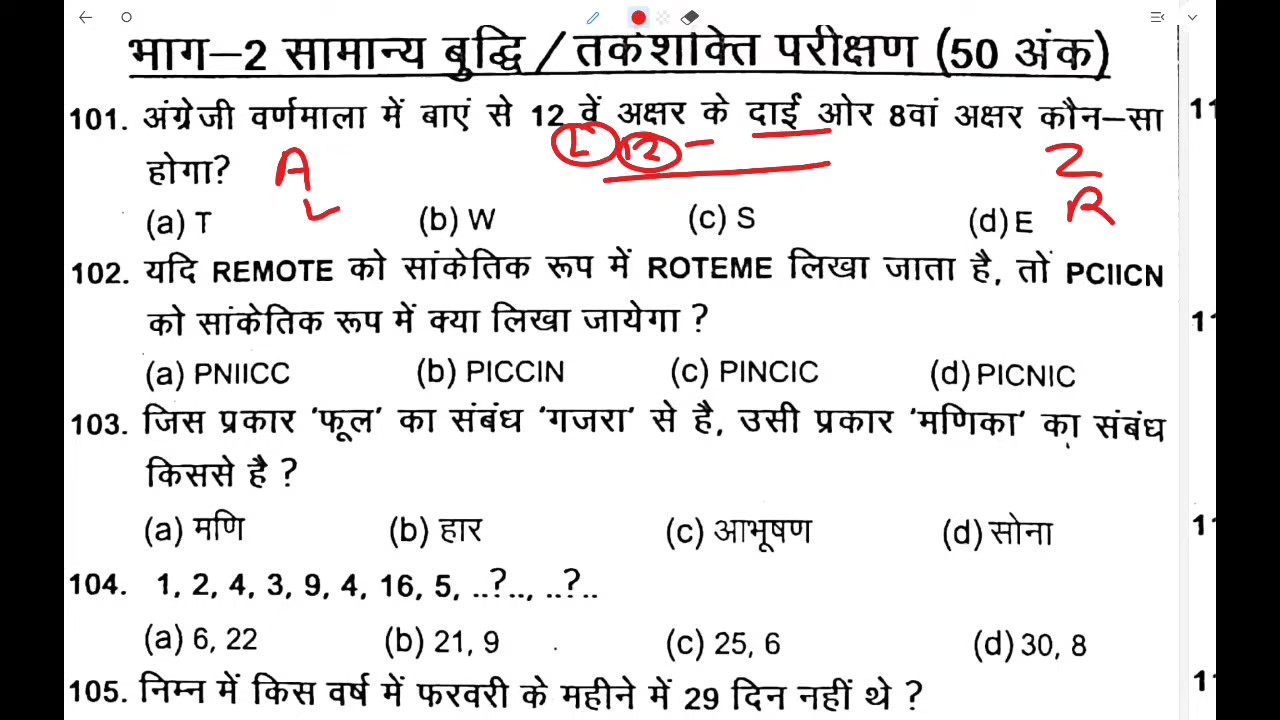 भाग–2 सामान्य बुद्धि / तर्कशक्ति परीक्षण (50 अंक)
101. अंग्रेजी वर्णमाला में बाएं से 12 वें अक्षर के दाईं ओर 8वां अक्षर कौन–सा
L 12 –
होगा? A Z
L R
(a) T (b) W (c) S (d) E
102. यदि REMOTE को सांकेतिक रूप में ROTEME लिखा जाता है, तों PCIICN
को सांकेतिक रूप में क्या लिखा जायेगा ?
(a) PNIICC (b) PICCIN (c) PINCIC (d) PICNIC
103. जिस प्रकार ‘फूल’ का संबंध ‘गजरा’ से है, उसी प्रकार ‘मणिका’ का संबंध
किससे है ?
(a) मणि (b) हार (c) आभूषण (d) सोना
104. 1, 2, 4, 3, 9, 4, 16, 5, ..?.., ..?..
(a) 6, 22 (b) 21, 9 (c) 25, 6 (d) 30, 8
105. निम्न में किस वर्ष में फरवरी के महीने में 29 दिन नहीं थे ?